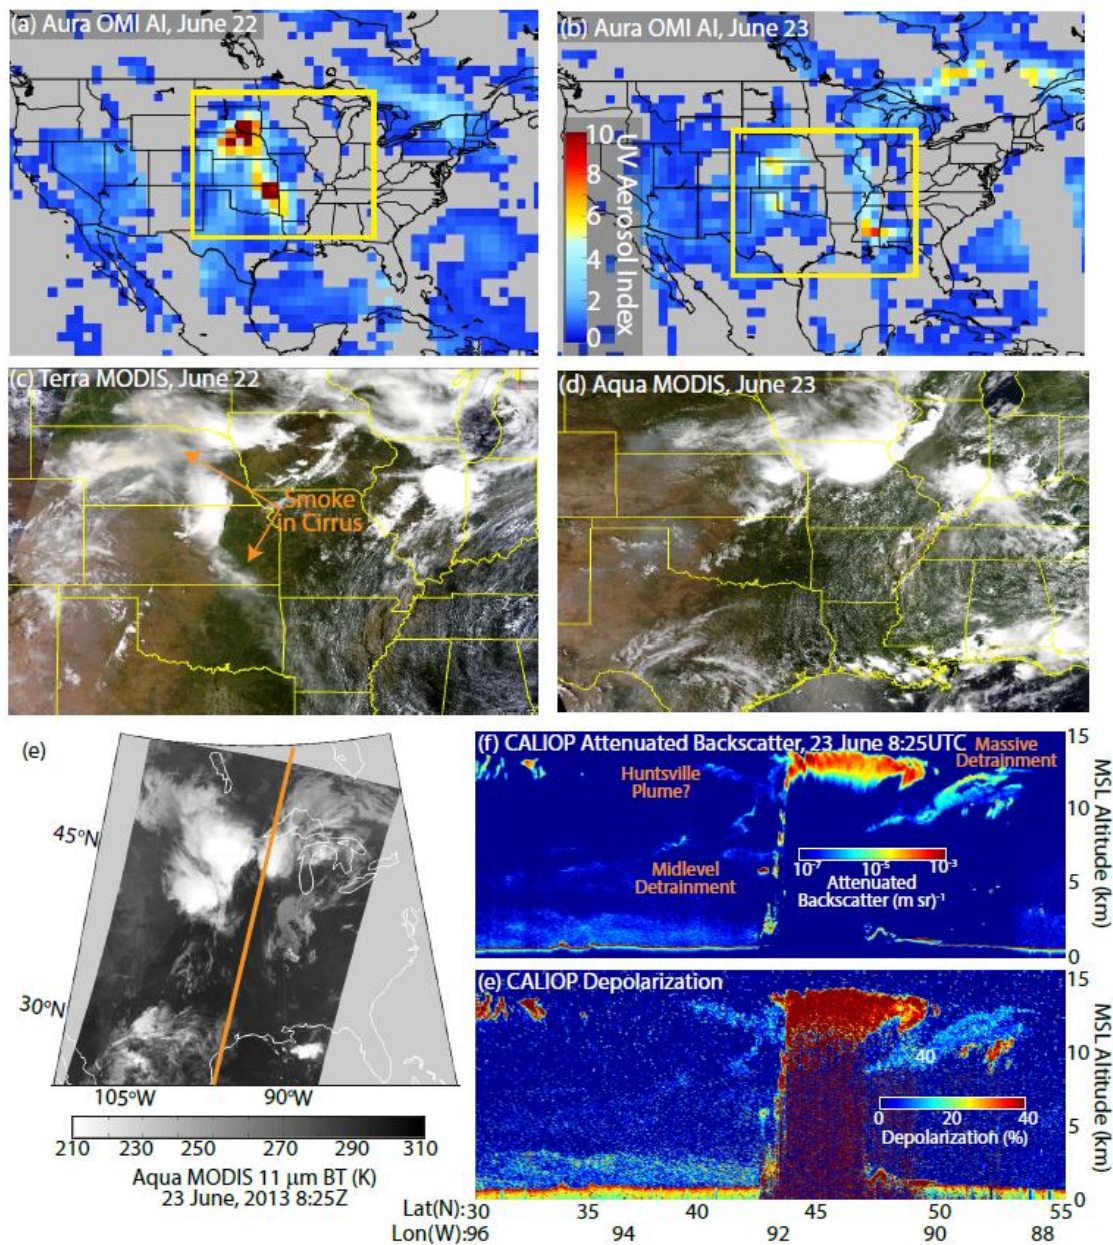 (a) Aura OMI AI, June 22
(b) Aura OMI AI, June 23
10
8
6
4
2
0
UV Aerosol Index
(c) Terra MODIS, June 22
Smoke
in Cirrus
(d) Aqua MODIS, June 23
(e)
45ºN
30ºN
105ºW 90ºW
210 230 250 270 290 310
Aqua MODIS 11 µm BT (K)
23 June, 2013 8:25Z
(f) CALIOP Attenuated Backscatter, 23 June 8:25UTC
Massive
Detrainment
Huntsville
Plume?
Midlevel
Detrainment
10⁻⁷ 10⁻⁵ 10⁻³
Attenuated
Backscatter (m sr)⁻¹
15
10
5
0
MSL Altitude (km)
(e) CALIOP Depolarization
40
0 20 40
Depolarization (%)
15
10
5
0
MSL Altitude (km)
Lat(N): 30 35 40 45 50 55
Lon(W): 96 94 92 90 88